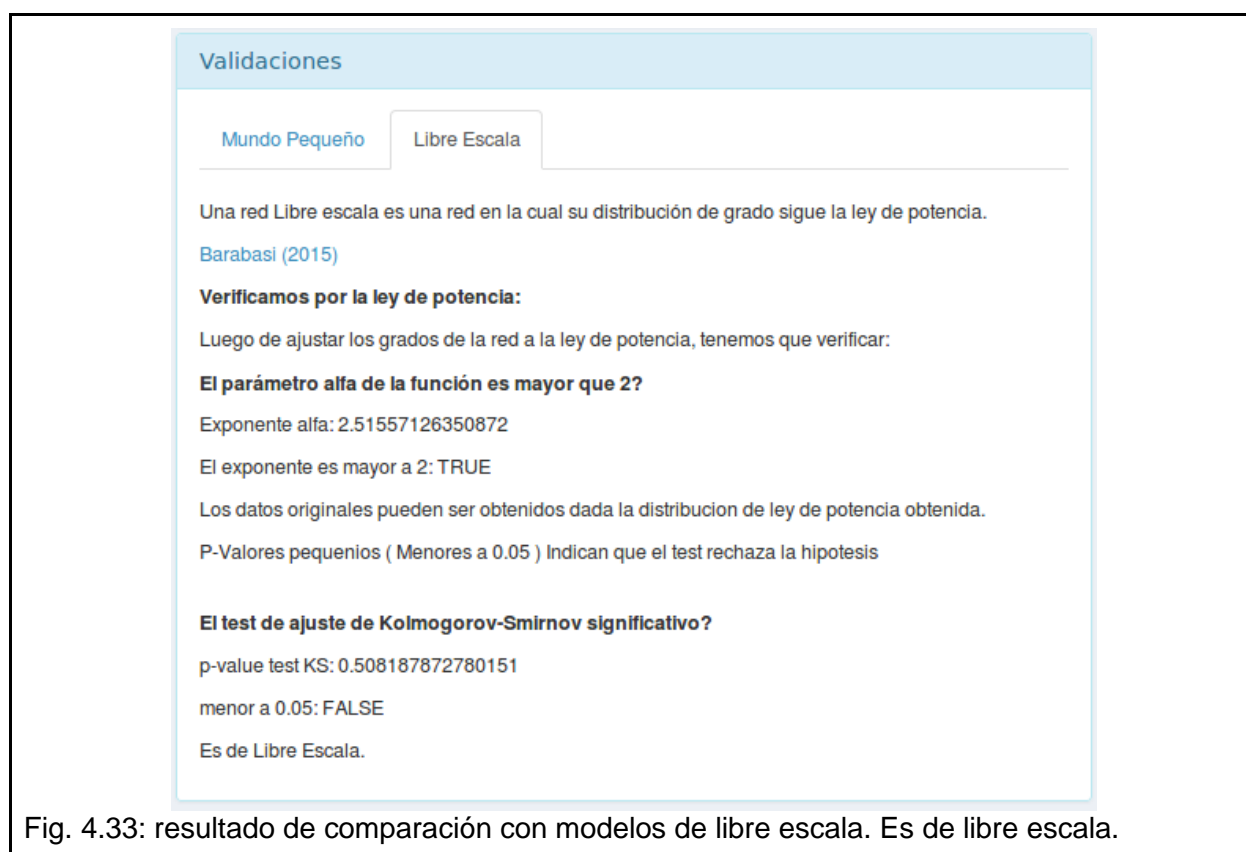 Validaciones
Mundo Pequeño
Libre Escala
Una red Libre escala es una red en la cual su distribución de grado sigue la ley de potencia.
Barabasi (2015)
Verificamos por la ley de potencia:
Luego de ajustar los grados de la red a la ley de potencia, tenemos que verificar:
El parámetro alfa de la función es mayor que 2?
Exponente alfa: 2.51557126350872
El exponente es mayor a 2: TRUE
Los datos originales pueden ser obtenidos dada la distribucion de ley de potencia obtenida.
P-Valores pequenios ( Menores a 0.05 ) Indican que el test rechaza la hipotesis
El test de ajuste de Kolmogorov-Smirnov significativo?
p-value test KS: 0.508187872780151
menor a 0.05: FALSE
Es de Libre Escala.
Fig. 4.33: resultado de comparación con modelos de libre escala. Es de libre escala.